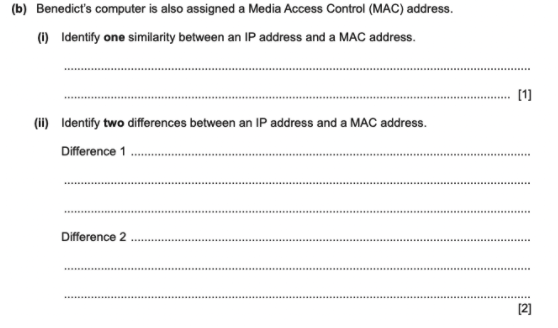 (b) Benedict's computer is also assigned a Media Access Control (MAC) address.
(i) Identify one similarity between an IP address and a MAC address.
[1]
(ii) Identify two differences between an IP address and a MAC address.
Difference 1
Difference 2
[2]